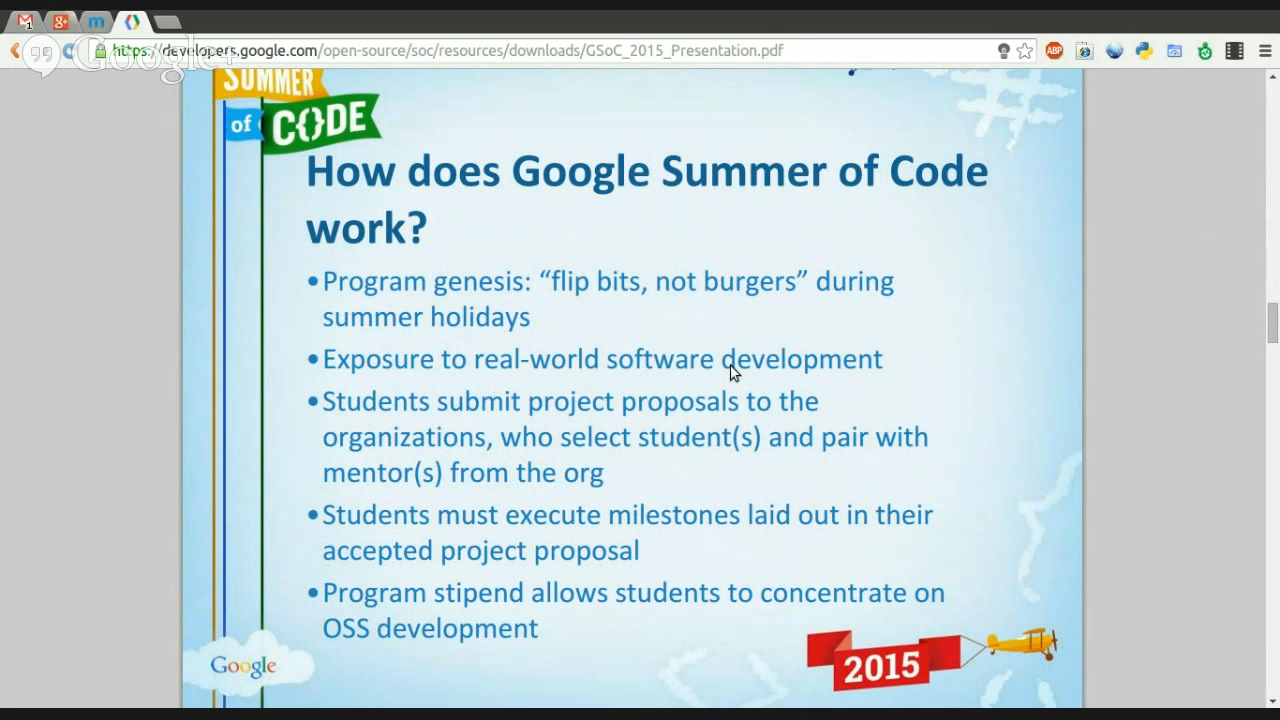 https://developers.google.com/open-source/soc/resources/downloads/GSoC_2015_Presentation.pdf
Google+
SUMMER
of CODE
How does Google Summer of Code
work?
•Program genesis: “flip bits, not burgers” during
summer holidays
•Exposure to real-world software development
•Students submit project proposals to the
organizations, who select student(s) and pair with
mentor(s) from the org
•Students must execute milestones laid out in their
accepted project proposal
•Program stipend allows students to concentrate on
OSS development
Google
2015